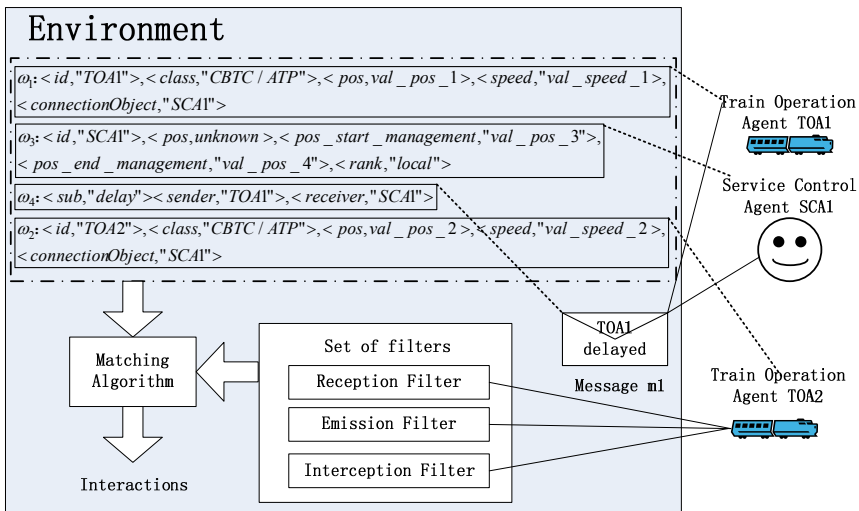 Environment
ω₁:<id,"TOA1">,<class,"CBTC / ATP">,<pos,val_pos_1>,<speed,"val_speed_1>,
<connectionObject,"SCA1">
ω₃:<id,"SCA1">,<pos,unknown>,<pos_start_management,"val_pos_3">,
<pos_end_management,"val_pos_4">,<rank,"local">
ω₄:<sub,"delay"><sender,"TOA1">,<receiver,"SCA1">
ω₂:<id,"TOA2">,<class,"CBTC / ATP">,<pos,val_pos_2>,<speed,"val_speed_2>,
<connectionObject,"SCA1">
Train Operation
Agent TOA1
Service Control
Agent SCA1
TOA1
delayed
Message m1
Train Operation
Agent TOA2
Matching
Algorithm
Set of filters
Reception Filter
Emission Filter
Interception Filter
Interactions